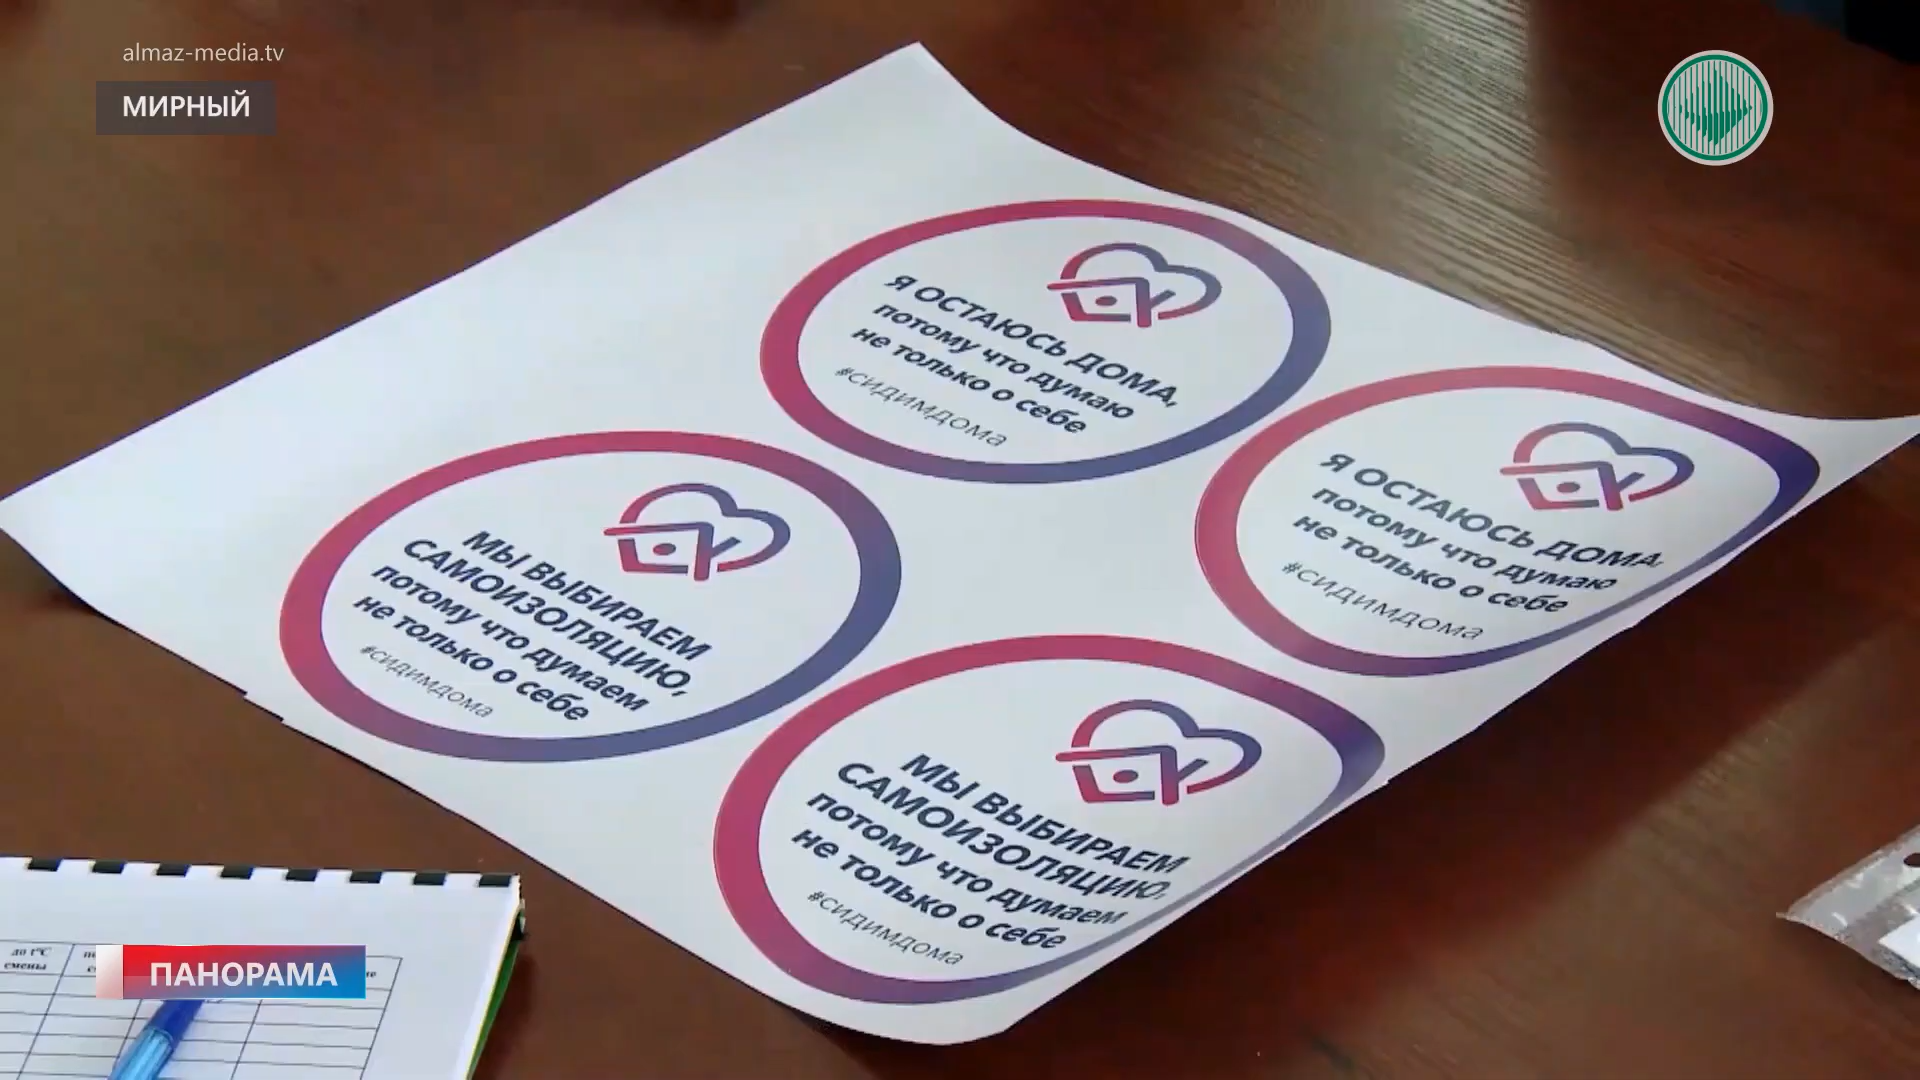 almaz-media.tv
МИРНЫЙ
Я ОСТАЮСЬ ДОМА,
потому что думаю
не только о себе
#сидимдома
Я ОСТАЮСЬ ДОМА,
потому что думаю
не только о себе
#сидимдома
МЫ ВЫБИРАЕМ
САМОИЗОЛЯЦИЮ,
потому что думаем
не только о себе
#сидимдома
МЫ ВЫБИРАЕМ
САМОИЗОЛЯЦИЮ,
потому что думаем
не только о себе
#сидимдома
до t°C
смены
ПАНОРАМА